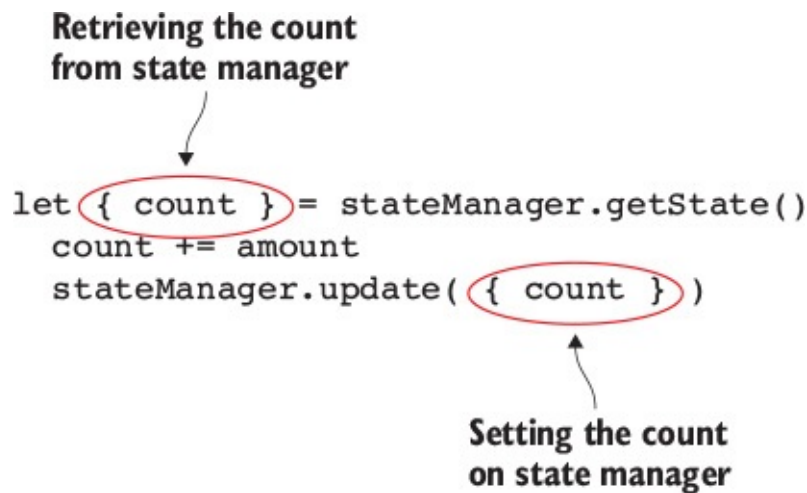 Retrieving the count
from state manager
let { count } = stateManager.getState()
count += amount
stateManager.update( { count } )
Setting the count
on state manager